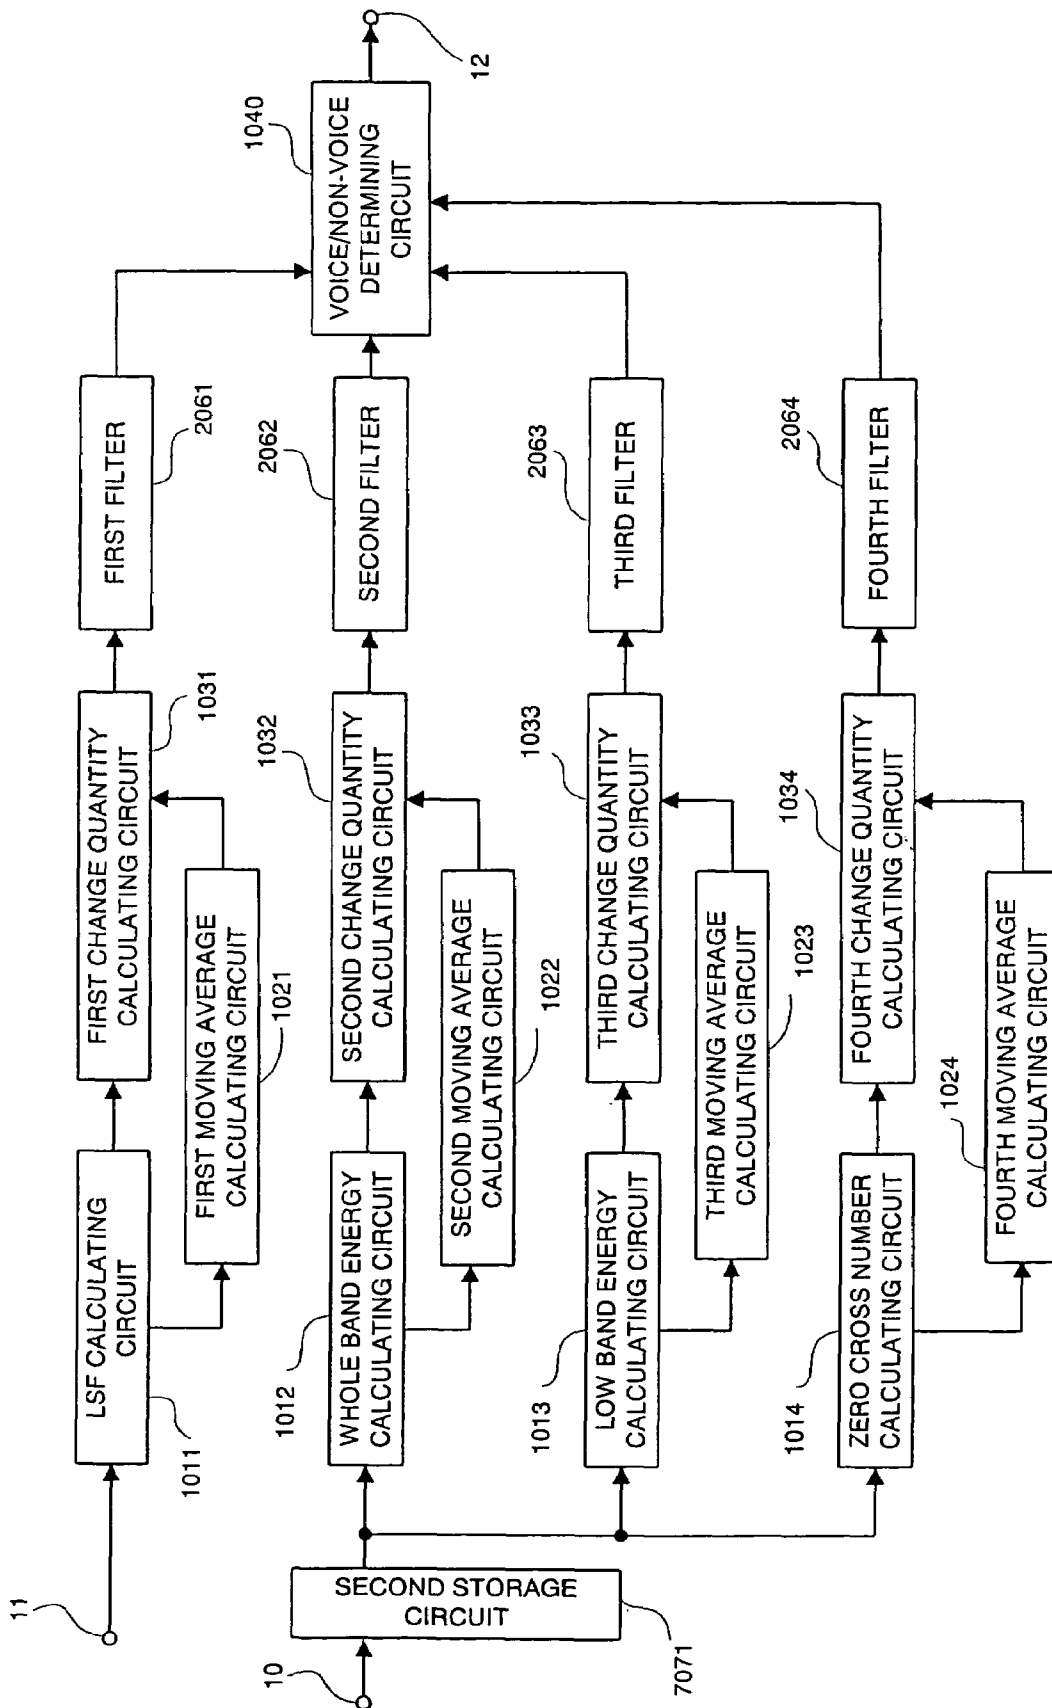 11
10
SECOND STORAGE
CIRCUIT
7071
LSF CALCULATING
CIRCUIT
1011
FIRST MOVING AVERAGE
CALCULATING CIRCUIT
1021
FIRST CHANGE QUANTITY
CALCULATING CIRCUIT
1031
FIRST FILTER
2061
1012
WHOLE BAND ENERGY
CALCULATING CIRCUIT
SECOND MOVING AVERAGE
CALCULATING CIRCUIT
1022
1032
SECOND CHANGE QUANTITY
CALCULATING CIRCUIT
2062
SECOND FILTER
1040
VOICE/NON-VOICE
DETERMINING
CIRCUIT
12
1013
LOW BAND ENERGY
CALCULATING CIRCUIT
THIRD MOVING AVERAGE
CALCULATING CIRCUIT
1023
1033
THIRD CHANGE QUANTITY
CALCULATING CIRCUIT
2063
THIRD FILTER
1014
ZERO CROSS NUMBER
CALCULATING CIRCUIT
1024
FOURTH MOVING AVERAGE
CALCULATING CIRCUIT
1034
FOURTH CHANGE QUANTITY
CALCULATING CIRCUIT
2064
FOURTH FILTER